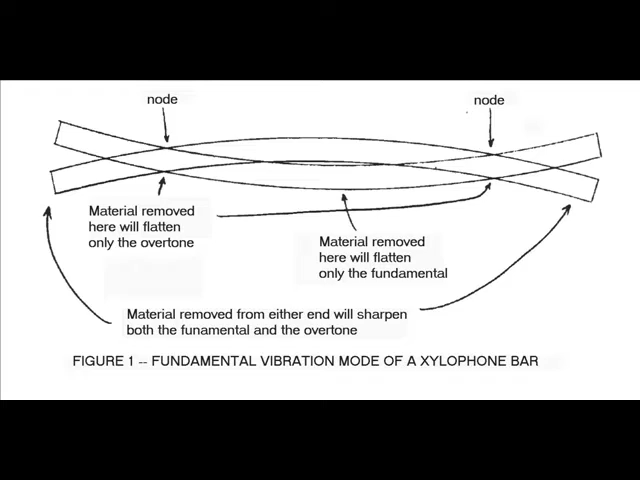 node
node
Material removed
here will flatten
only the overtone
Material removed
here will flatten
only the fundamental
Material removed from either end will sharpen
both the funamental and the overtone
FIGURE 1 -- FUNDAMENTAL VIBRATION MODE OF A XYLOPHONE BAR